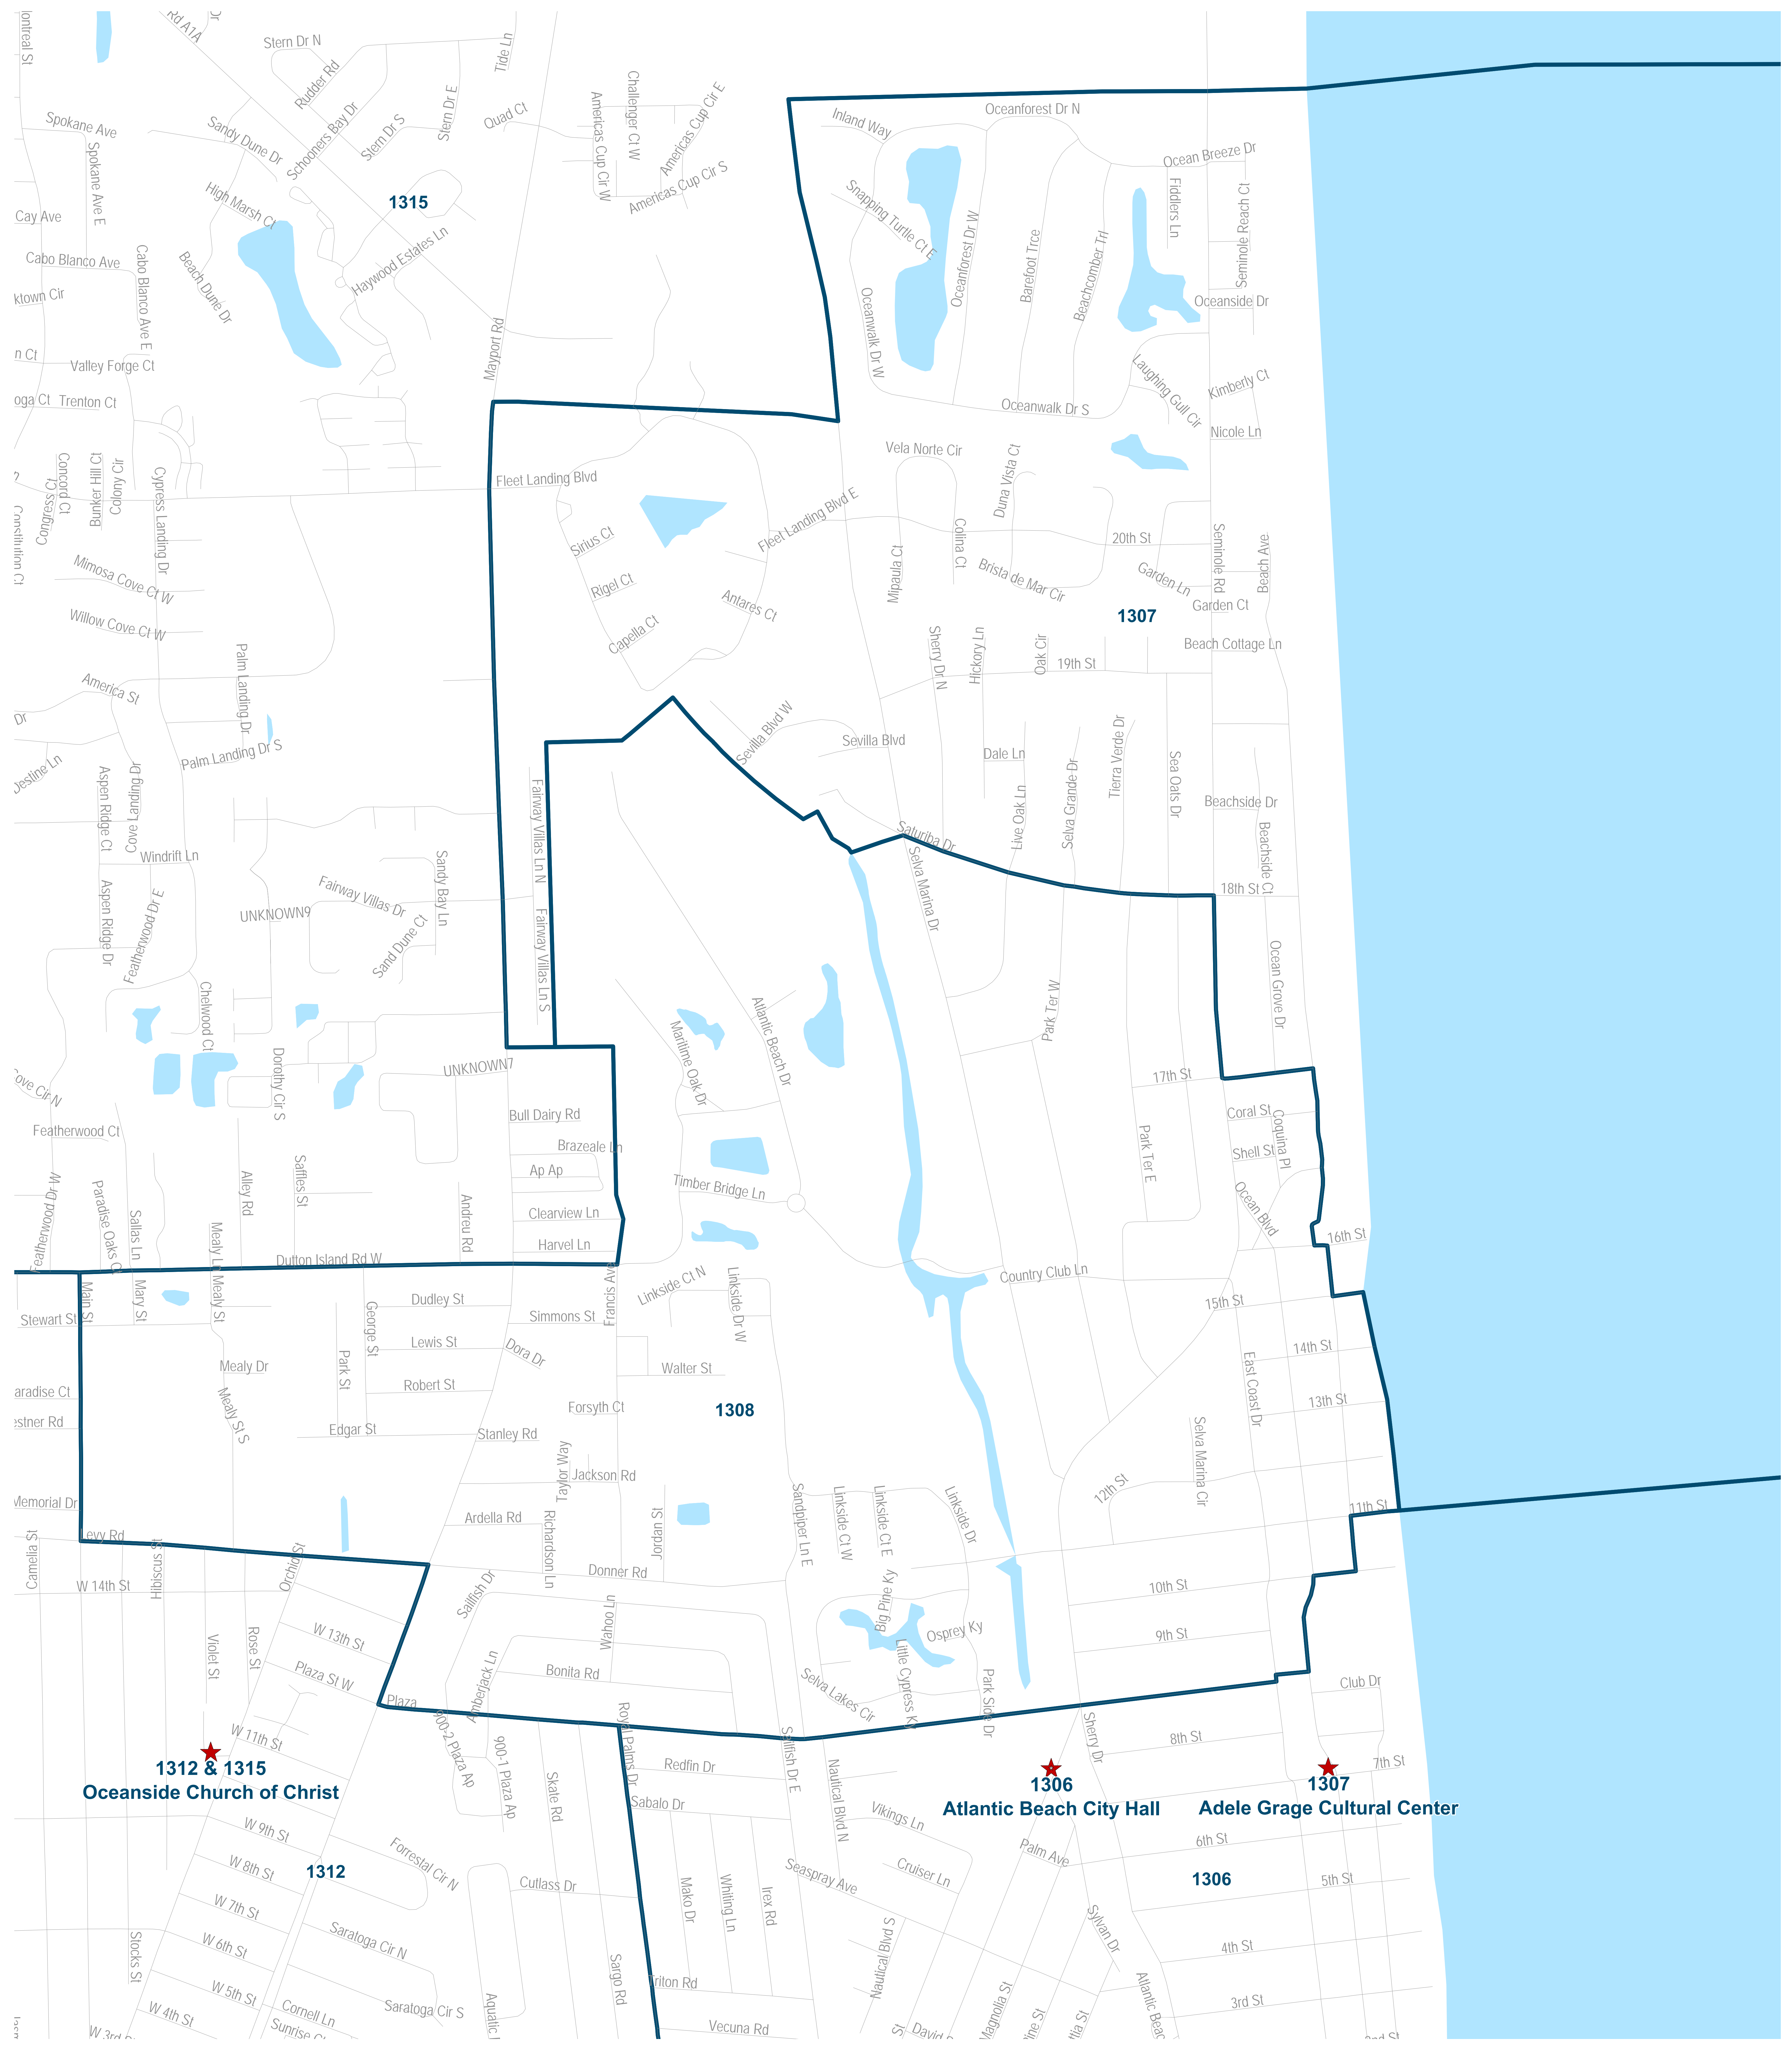 Rd A1A
Stern Dr N
Tide Ln
Rudder Rd
Stern Dr E
Schooners Bay Dr
Stern Dr S
Quad Ct
Americas Cup Cir W
Challenger Ct W
Americas Cup Cir E
Americas Cup Cir S
Inland Way
Oceanforest Dr N
Ocean Breeze Dr
Spokane Ave
Spokane Ave E
Sandy Dune Dr
High Marsh Ct
1315
Haywood Estates Ln
Snapping Turtle Ct E
Oceanforest Dr W
Barefoot Trce
Beachcomber Trl
Fiddlers Ln
Seminole Reach Ct
Cay Ave
Cabo Blanco Ave
Cabo Blanco Ave E
Beach Dune Dr
Oceanwalk Dr W
Oceanside Dr
Mayport Rd
Valley Forge Ct
Trenton Ct
Laughing Gull Cir
Kimberly Ct
Oceanwalk Dr S
Nicole Ln
Vela Norte Cir
Duna Vista Ct
Fleet Landing Blvd
Fleet Landing Blvd E
Concord Ct
Congress Ct
Bunker Hill Ct
Colony Cir
Cypress Landing Dr
Constitution Ct
Sirius Ct
Rigel Ct
Capella Ct
Antares Ct
Mipaula Ct
Colina Ct
Brista de Mar Cir
20th St
Garden Ln
Seminole Rd
Beach Ave
Garden Ct
1307
Mimosa Cove Ct W
Willow Cove Ct W
Palm Landing Dr
America St
Palm Landing Dr S
Sherry Dr N
Hickory Ln
Oak Cir
19th St
Beach Cottage Ln
Sevilla Blvd W
Sevilla Blvd
Dale Ln
Live Oak Ln
Selva Grande Dr
Tierra Verde Dr
Sea Oats Dr
Beachside Dr
Beachside Ct
Dr
Aspen Ridge Ct
Cove Landing Dr
Windrift Ln
Aspen Ridge Dr
Featherwood Dr E
UNKNOWN9
Fairway Villas Dr
Sandy Bay Ln
Sand Dune Ct
Fairway Villas Ln N
Fairway Villas Ln S
Saturiba Dr
Selva Marina Dr
18th St
Ocean Grove Dr
Chelwood Ct
Dorothy Cir S
UNKNOWN7
Maritime Oak Dr
Atlantic Beach Dr
Park Ter W
17th St
Coral St
Coquina Pl
Shell St
Bull Dairy Rd
Brazeale Ln
Ap Ap
Clearview Ln
Harvel Ln
Featherwood Ct
Featherwood Dr W
Sallas Ln
Alley Rd
Saffles St
Andreu Rd
Timber Bridge Ln
Park Ter E
Ocean Blvd
16th St
Mealy Ln
Dutton Island Rd W
Country Club Ln
Main St
Mary St
Mealy St
Stewart St
George St
Dudley St
Simmons St
Francis Ave
Linkside Ct N
Linkside Dr W
15th St
Lewis St
Dora Dr
Park St
Mealy Dr
Walter St
14th St
East Coast Dr
Robert St
Forsyth Ct
1308
13th St
Mealy St S
Edgar St
Stanley Rd
Taylor Way
Jackson Rd
Selva Marina Cir
12th St
Memorial Dr
Levy Rd
Ardella Rd
Richardson Ln
Jordan St
Sandpiper Ln E
Linkside Ct W
Linkside Ct E
Linkside Dr
11th St
Camelia St
Hibiscus St
Orchid St
Donner Rd
W 14th St
Sailfish Dr
Wahoo Ln
Big Pine Ky
10th St
Violet St
Rose St
W 13th St
Plaza St W
Amberjack Ln
Bonita Rd
Osprey Ky
Little Cypress Ky
Selva Lakes Cir
Park Side Dr
9th St
Plaza
Club Dr
W 11th St
900-2 Plaza Ap
900-1 Plaza Ap
Royal Palms Dr
Sailfish Dr E
Sherry Dr
8th St
1312 & 1315
Oceanside Church of Christ
Skate Rd
Redfin Dr
Nautical Blvd N
1306
Atlantic Beach City Hall
7th St
1307
Adele Grage Cultural Center
Sabalo Dr
Vikings Ln
W 9th St
Forrestal Cir N
Palm Ave
6th St
W 8th St
1312
Cutlass Dr
Seaspray Ave
Cruiser Ln
1306
5th St
W 7th St
Mako Dr
Whiting Ln
Irex Rd
W 6th St
Saratoga Cir N
Stocks St
Nautical Blvd S
Sylvan Dr
4th St
W 5th St
Sargo Rd
Triton Rd
W 4th St
Cornell Ln
Saratoga Cir S
Magnolia St
3rd St
Vecuna Rd